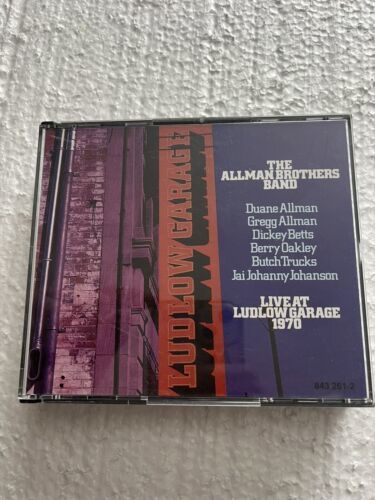 LUDLOW GARAGE
THE
ALLMAN BROTHERS
BAND
Duane Allman
Gregg Allman
Dickey Betts
Berry Oakley
Butch Trucks
Jai Johanny Johanson
LIVE AT
LUDLOW GARAGE
1970
843 261-2